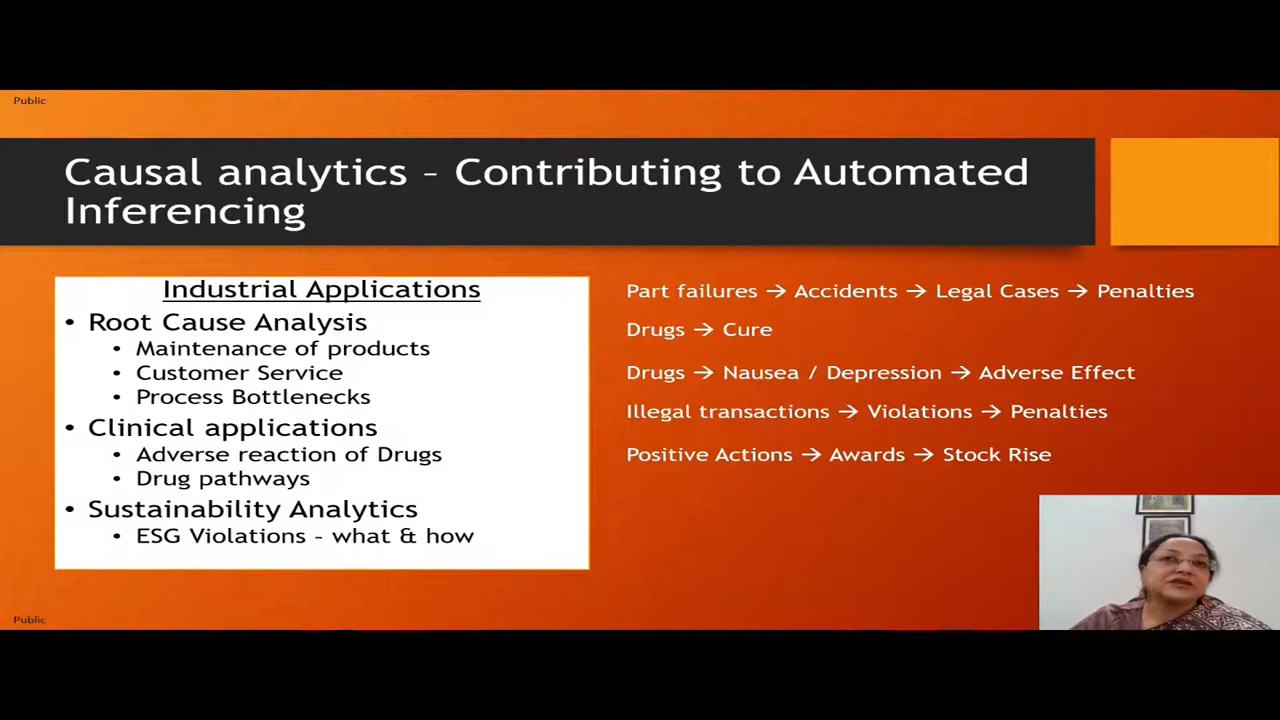 Public
Causal analytics – Contributing to Automated
Inferencing
Industrial Applications
• Root Cause Analysis
• Maintenance of products
• Customer Service
• Process Bottlenecks
• Clinical applications
• Adverse reaction of Drugs
• Drug pathways
• Sustainability Analytics
• ESG Violations – what & how
Part failures → Accidents → Legal Cases → Penalties
Drugs → Cure
Drugs → Nausea / Depression → Adverse Effect
Illegal transactions → Violations → Penalties
Positive Actions → Awards → Stock Rise
Public